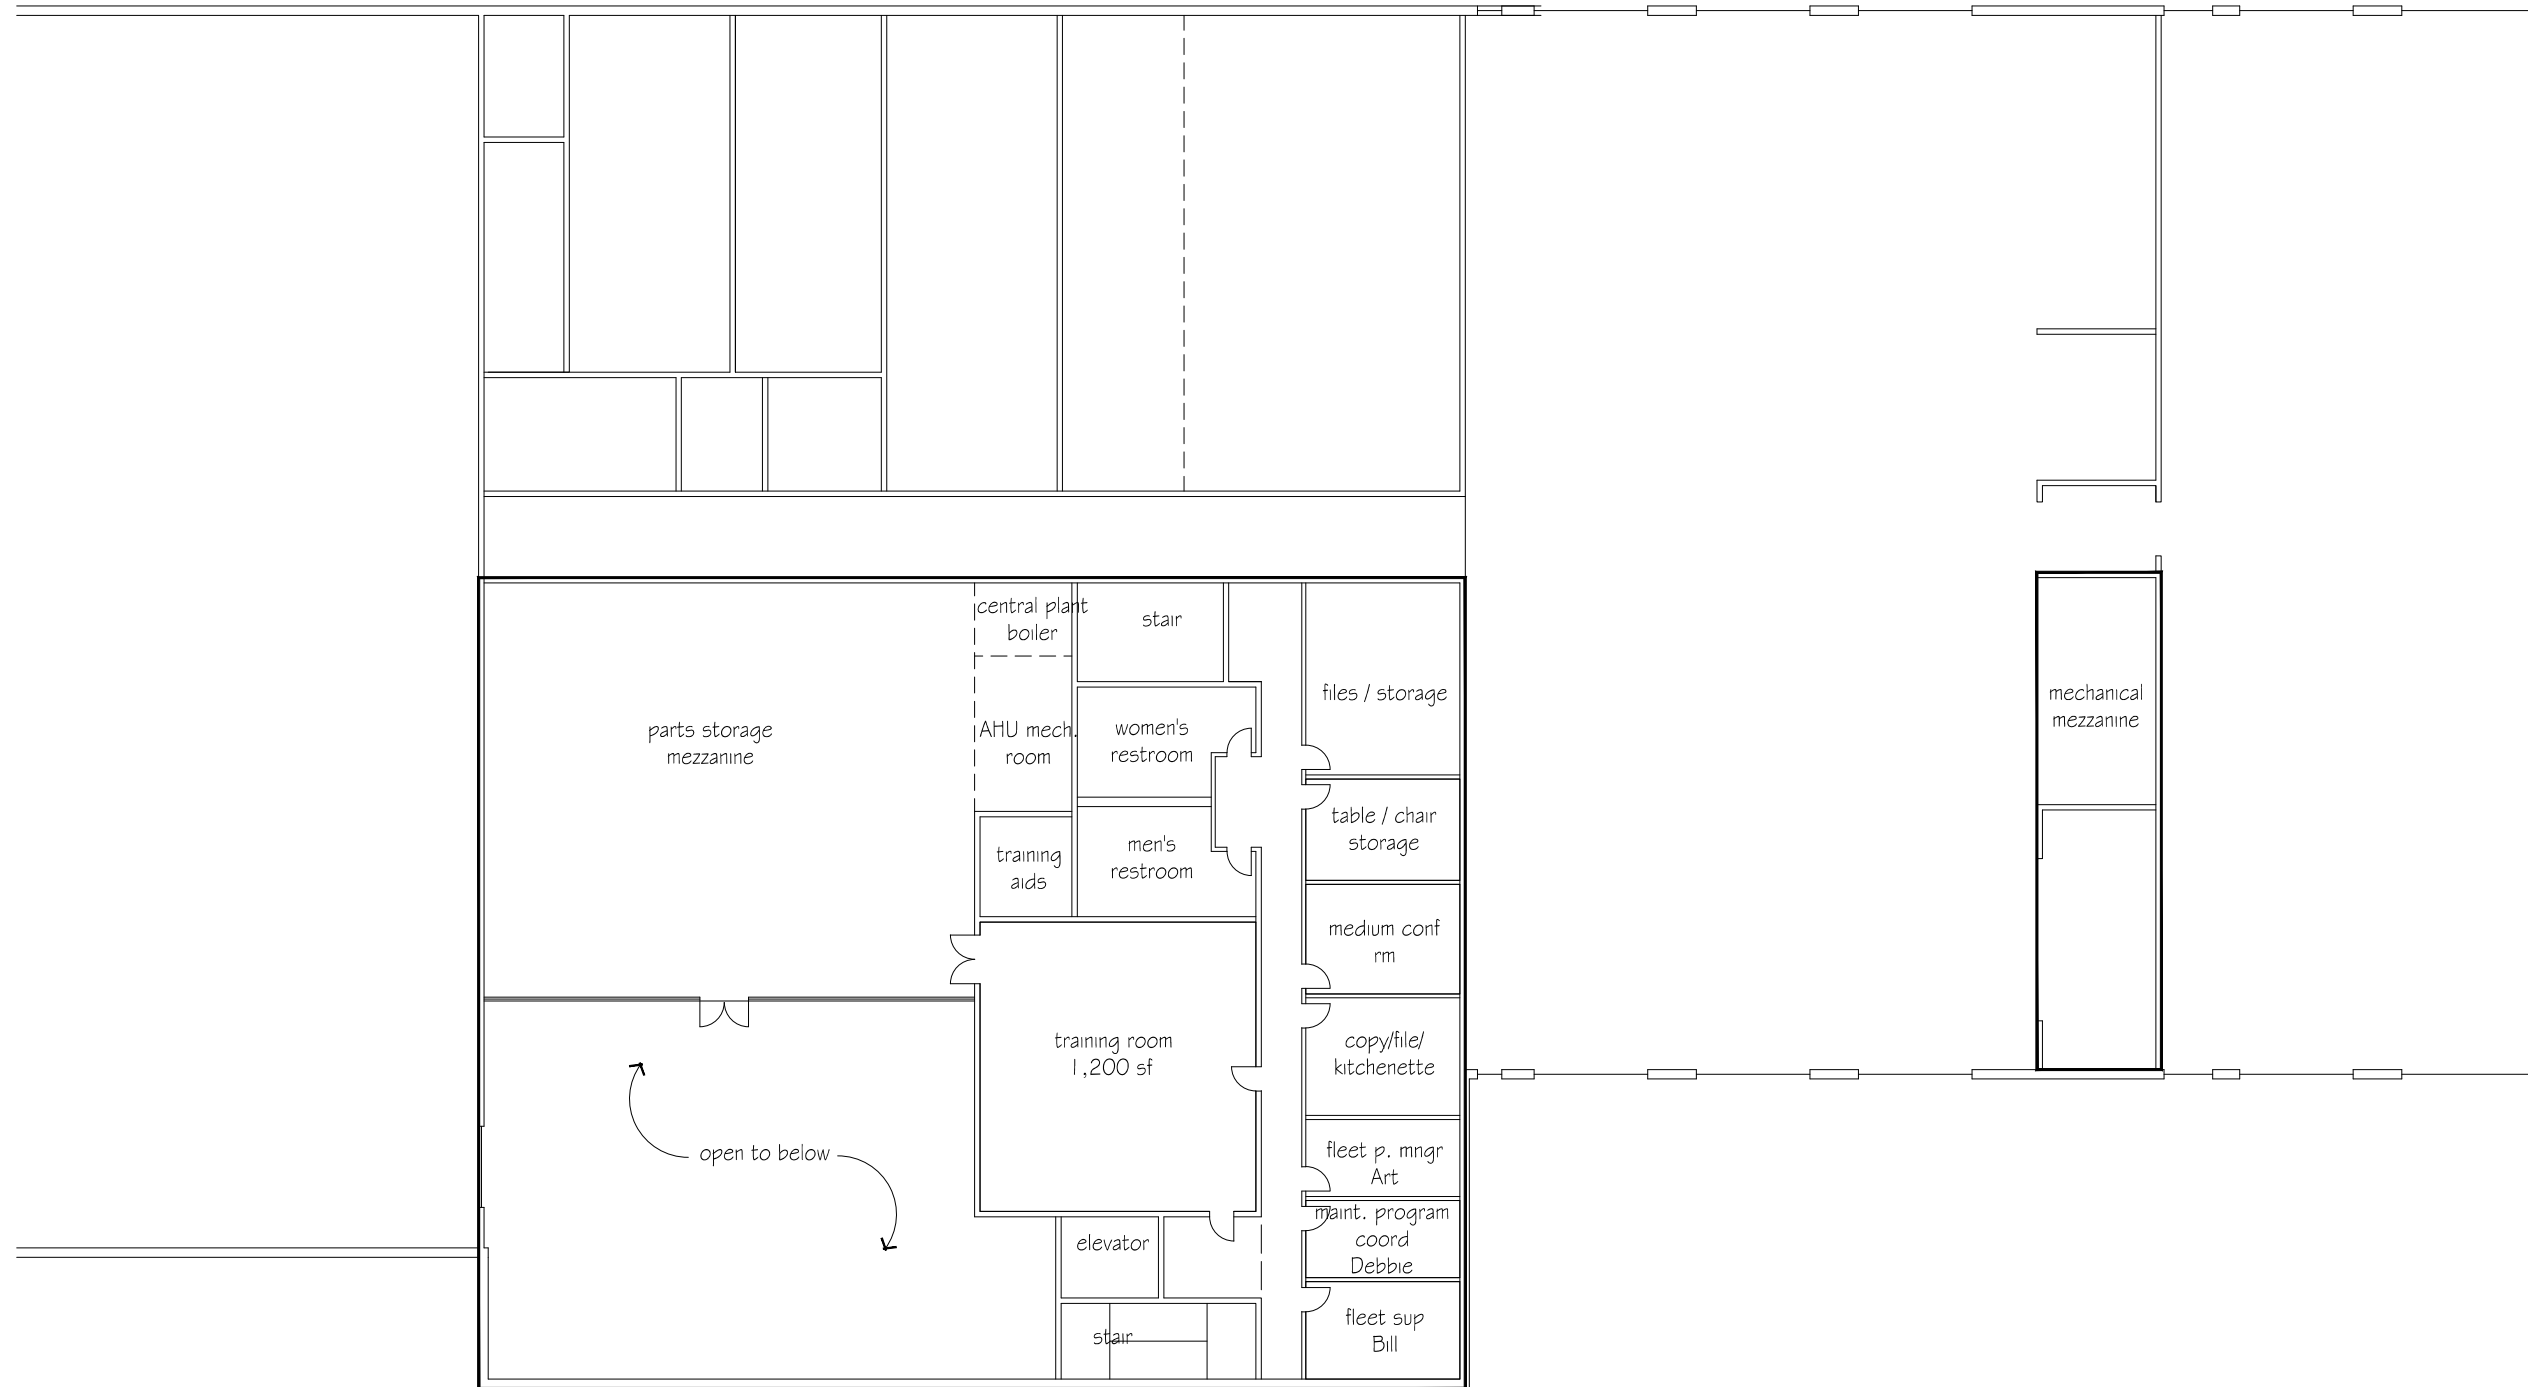 central plant
boiler
stair
files / storage
mechanical
mezzanine
parts storage
mezzanine
AHU mech.
room
women's
restroom
table / chair
storage
training
aids
men's
restroom
medium conf
rm
training room
1,200 sf
copy/file/
kitchenette
open to below
fleet p. mngr
Art
elevator
maint. program
coord
Debbie
stair
fleet sup
Bill